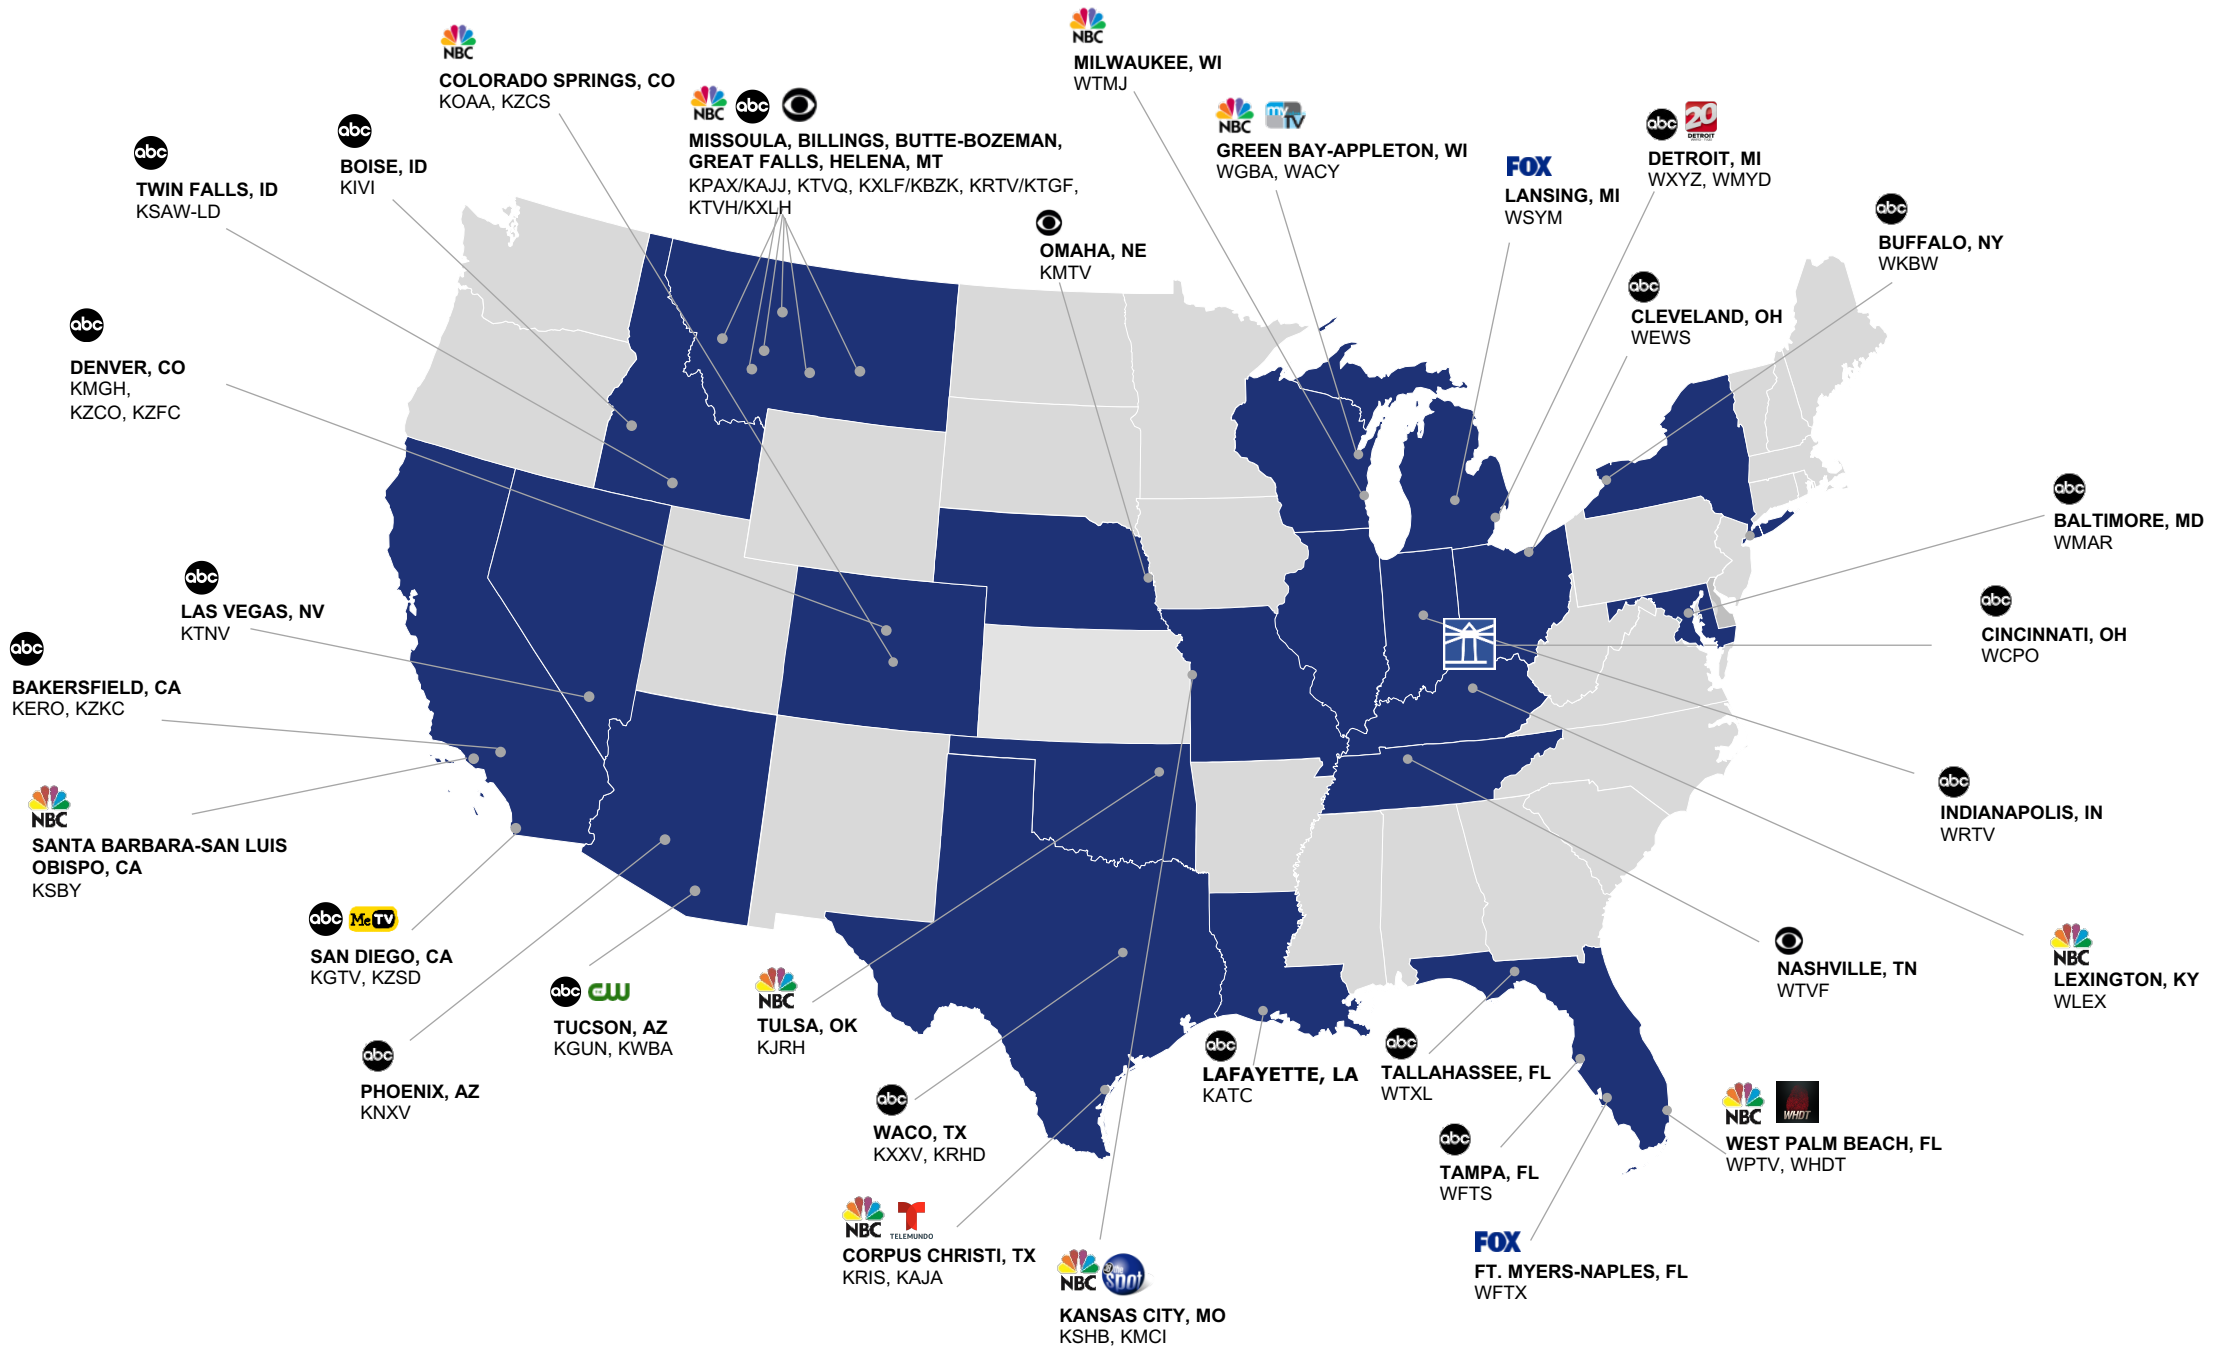 NBC
COLORADO SPRINGS, CO
KOAA, KZCS
NBC
MILWAUKEE, WI
WTMJ
NBC abc
MISSOULA, BILLINGS, BUTTE-BOZEMAN,
GREAT FALLS, HELENA, MT
KPAX/KAJJ, KTVQ, KXLF/KBZK, KRTV/KTGF,
KTVH/KXLH
NBC my TV
GREEN BAY-APPLETON, WI
WGBA, WACY
abc 20 DETROIT
DETROIT, MI
WXYZ, WMYD
abc
BOISE, ID
KIVI
abc
TWIN FALLS, ID
KSAW-LD
FOX
LANSING, MI
WSYM
OMAHA, NE
KMTV
abc
BUFFALO, NY
WKBW
abc
CLEVELAND, OH
WEWS
abc
DENVER, CO
KMGH,
KZCO, KZFC
abc
BALTIMORE, MD
WMAR
abc
LAS VEGAS, NV
KTNV
abc
CINCINNATI, OH
WCPO
abc
BAKERSFIELD, CA
KERO, KZKC
abc
INDIANAPOLIS, IN
WRTV
NBC
SANTA BARBARA-SAN LUIS
OBISPO, CA
KSBY
abc MeTV
SAN DIEGO, CA
KGTV, KZSD
NASHVILLE, TN
WTVF
NBC
LEXINGTON, KY
WLEX
abc CW
TUCSON, AZ
KGUN, KWBA
NBC
TULSA, OK
KJRH
abc
PHOENIX, AZ
KNXV
abc
LAFAYETTE, LA
KATC
abc
TALLAHASSEE, FL
WTXL
abc
WACO, TX
KXXV, KRHD
NBC WHDT
WEST PALM BEACH, FL
WPTV, WHDT
abc
TAMPA, FL
WFTS
NBC TELEMUNDO
CORPUS CHRISTI, TX
KRIS, KAJA
FOX
FT. MYERS-NAPLES, FL
WFTX
NBC 38 the spot
KANSAS CITY, MO
KSHB, KMCI